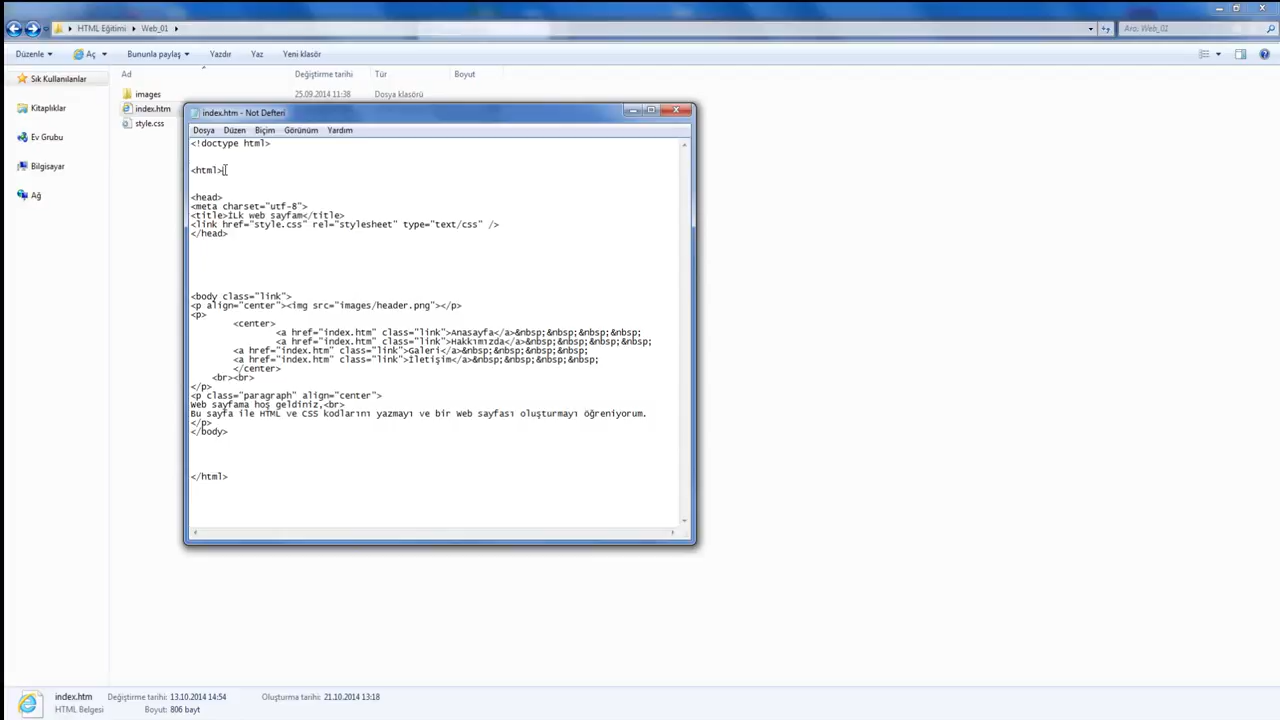 HTML Eğitimi ▸ Web_01 ▸
Ara: Web_01
Düzenle ▾ Aç ▾ Bununla paylaş ▾ Yazdır Yaz Yeni klasör
Sık Kullanılanlar
Kitaplıklar
Ev Grubu
Bilgisayar
Ağ
Ad Değiştirme tarihi Tür Boyut
images 25.09.2014 11:38 Dosya klasörü
index.htm
style.css
index.htm - Not Defteri
Dosya Düzen Biçim Görünüm Yardım
<!doctype html>
<html>
<head>
<meta charset="utf-8">
<title>İLk web sayfam</title>
<link href="style.css" rel="stylesheet" type="text/css" />
</head>
<body class="link">
<p align="center"><img src="images/header.png"></p>
<p>
<center>
<a href="index.htm" class="link">Anasayfa</a>&nbsp;&nbsp;&nbsp;&nbsp;
<a href="index.htm" class="link">Hakkımızda</a>&nbsp;&nbsp;&nbsp;&nbsp;
<a href="index.htm" class="link">Galeri</a>&nbsp;&nbsp;&nbsp;&nbsp;
<a href="index.htm" class="link">İletişim</a>&nbsp;&nbsp;&nbsp;&nbsp;
</center>
<br><br>
</p>
<p class="paragraph" align="center">
Web sayfama hoş geldiniz,<br>
Bu sayfa ile HTML ve CSS kodlarını yazmayı ve bir web sayfası oluşturmayı öğreniyorum.
</p>
</body>
</html>
index.htm Değiştirme tarihi: 13.10.2014 14:54 Oluşturma tarihi: 21.10.2014 13:18
HTML Belgesi Boyut: 806 bayt